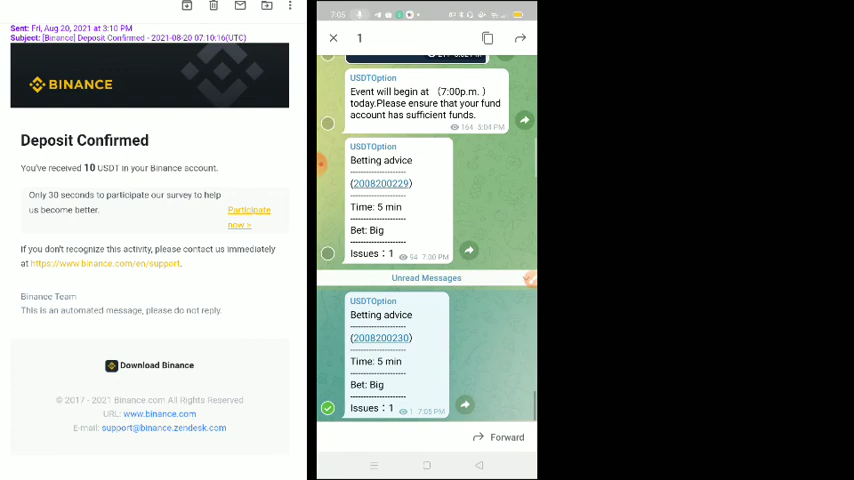 Sent: Fri, Aug 20, 2021 at 3:10 PM
Subject: [Binance] Deposit Confirmed - 2021-08-20 07:10:16(UTC)
BINANCE
Deposit Confirmed
You've received 10 USDT in your Binance account.
Only 30 seconds to participate our survey to help
us become better.
Participate
now >
If you don't recognize this activity, please contact us immediately
at https://www.binance.com/en/support.
Binance Team
This is an automated message, please do not reply.
Download Binance
© 2017 - 2021 Binance.com All Rights Reserved
URL: www.binance.com
E-mail: support@binance.zendesk.com
7:05
1
USDTOption
Event will begin at （7:00p.m. )
today.Please ensure that your fund
account has sufficient funds.
164 5:04 PM
USDTOption
Betting advice
--------------------
(2008200229)
--------------------
Time: 5 min
--------------------
Bet: Big
--------------------
Issues：1
94 7:00 PM
Unread Messages
USDTOption
Betting advice
--------------------
(2008200230)
--------------------
Time: 5 min
--------------------
Bet: Big
--------------------
Issues：1
1 7:05 PM
Forward